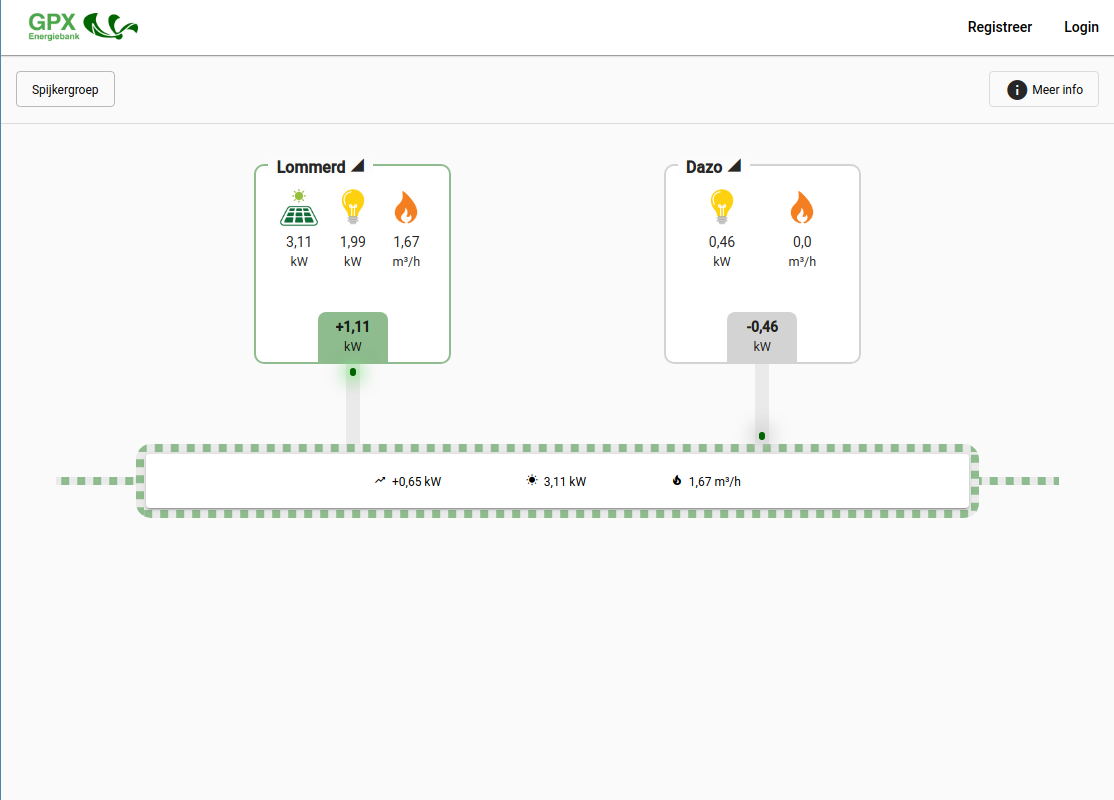 GPX
Energiebank
Registreer Login
Spijkergroep
i Meer info
Lommerd
3,11 1,99 1,67
kW kW m³/h
+1,11
kW
Dazo
0,46 0,0
kW m³/h
-0,46
kW
+0,65 kW 3,11 kW 1,67 m³/h